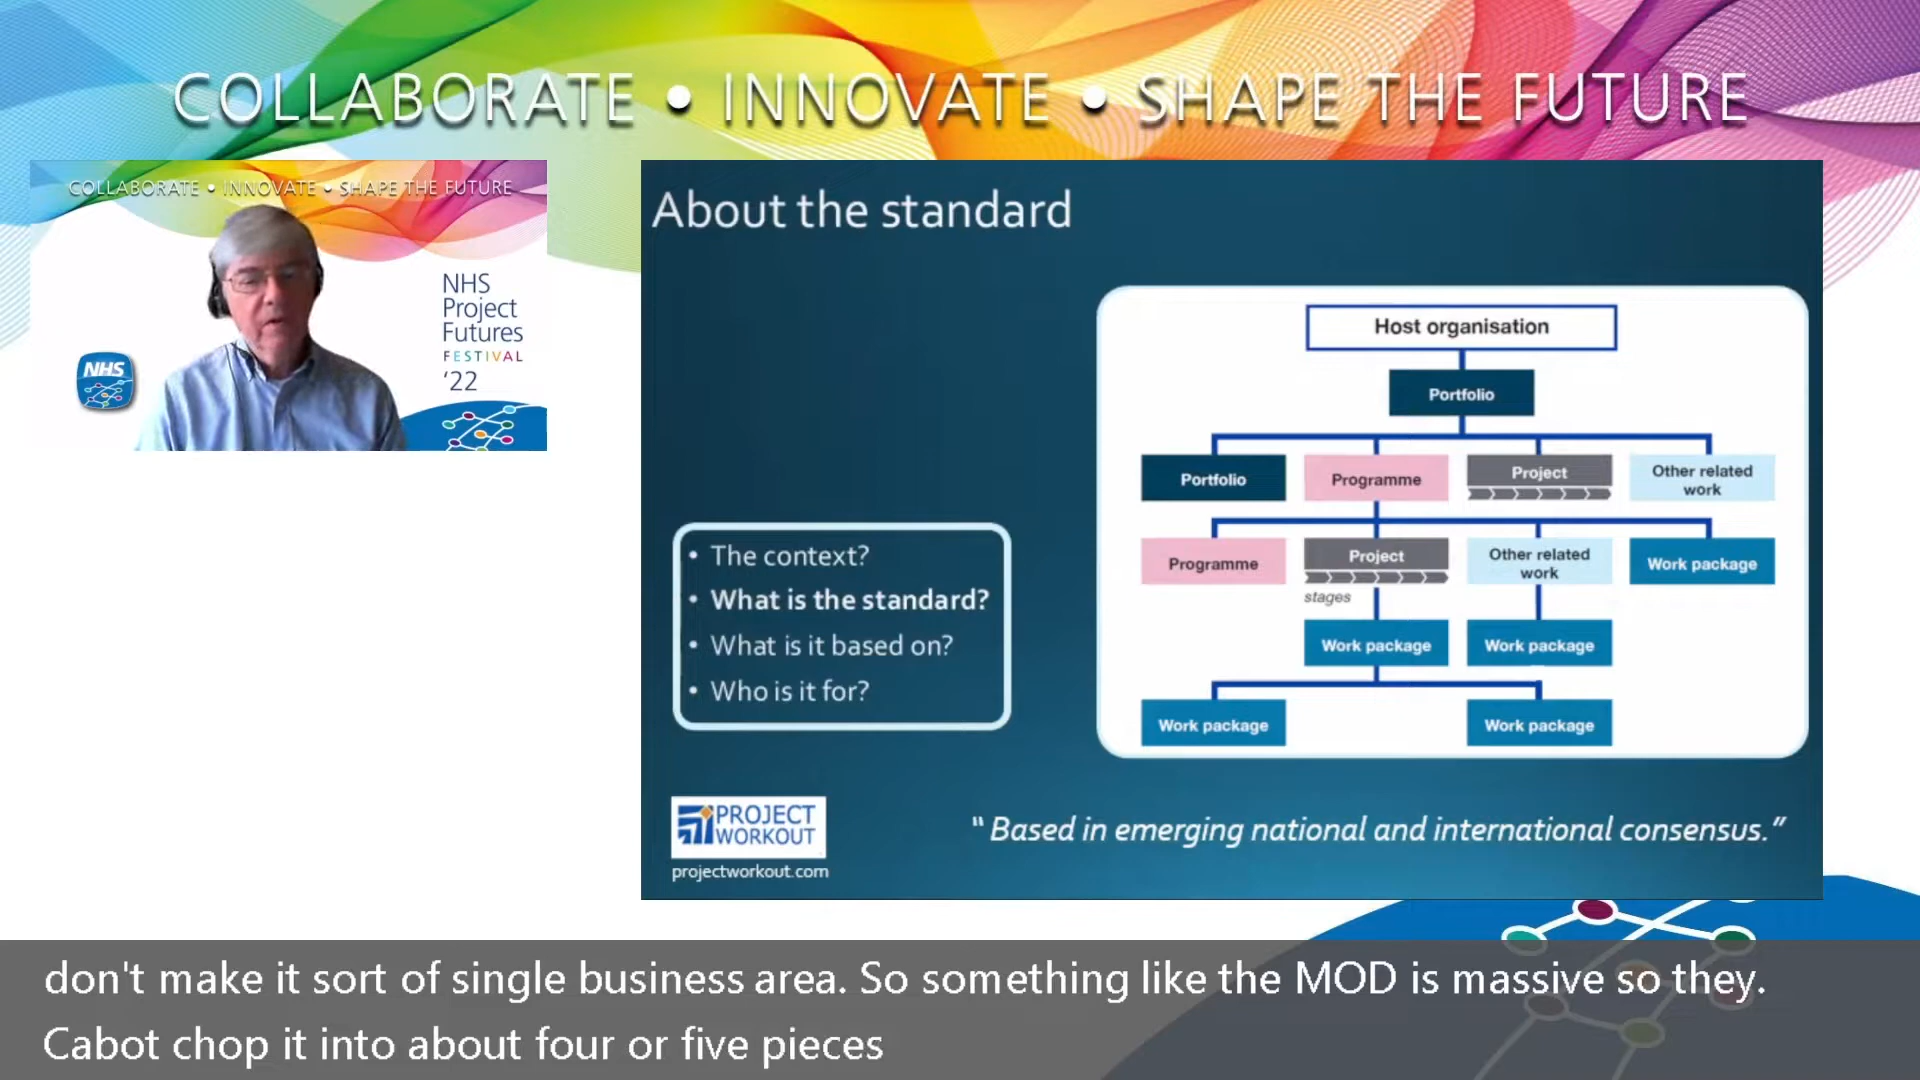 COLLABORATE • INNOVATE • SHAPE THE FUTURE
COLLABORATE • INNOVATE • SHAPE THE FUTURE
NHS
Project
Futures
FESTIVAL
'22
NHS
About the standard
• The context?
• What is the standard?
• What is it based on?
• Who is it for?
Host organisation
Portfolio
Portfolio
Programme
Project
Other related
work
Programme
Project
Other related
work
Work package
stages
Work package
Work package
Work package
Work package
PROJECT
WORKOUT
projectworkout.com
“ Based in emerging national and international consensus.”
don't make it sort of single business area. So something like the MOD is massive so they.
Cabot chop it into about four or five pieces